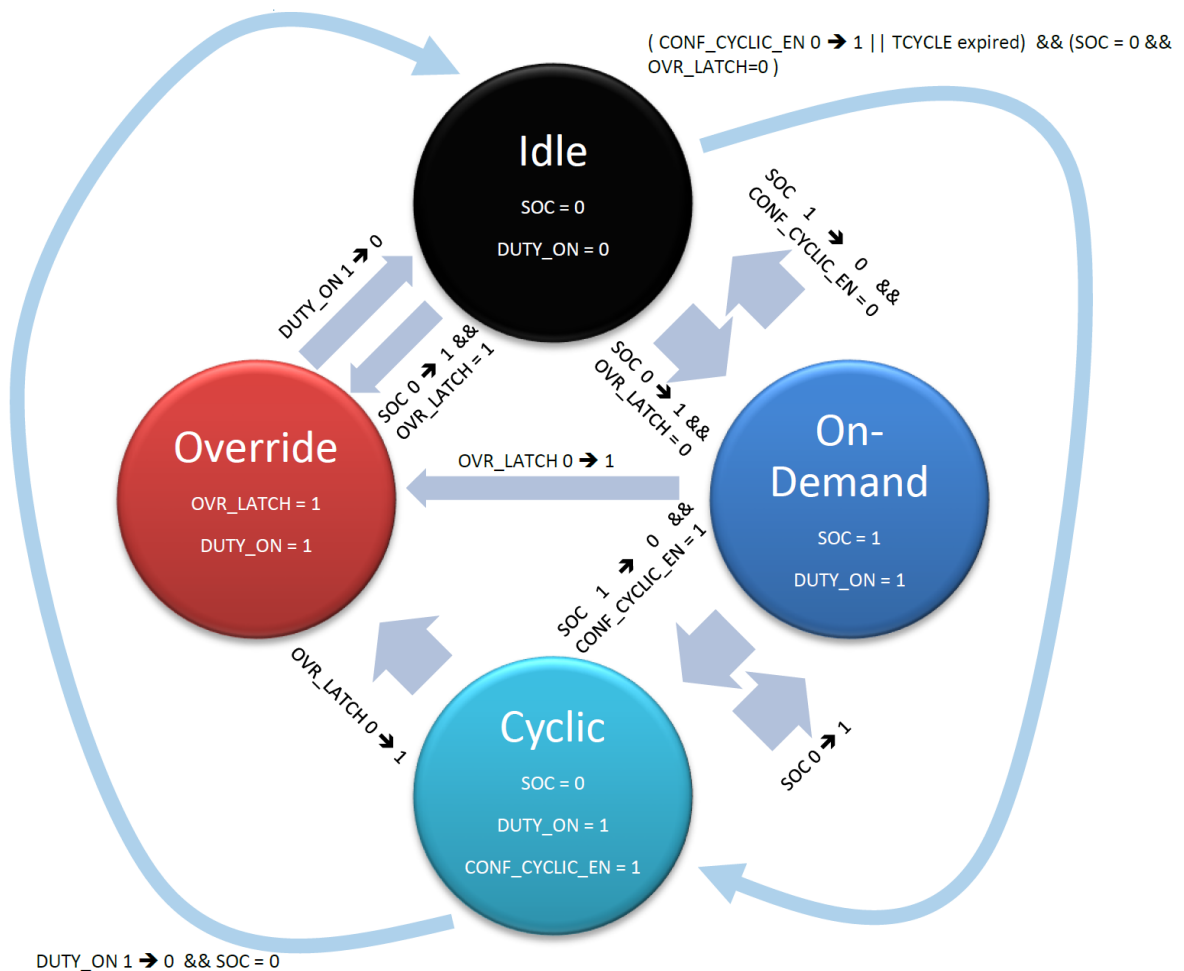 ( CONF_CYCLIC_EN 0 ➔ 1 || TCYCLE expired) && (SOC = 0 &&
OVR_LATCH=0 )
Idle
SOC = 0
DUTY_ON = 0
SOC 1 ➔ 0 &&
CONF_CYCLIC_EN = 0
DUTY_ON 1 ➔ 0
SOC 0 ➔ 1 &&
OVR_LATCH = 1
SOC 0 ➔ 1 &&
OVR_LATCH = 0
Override
OVR_LATCH = 1
DUTY_ON = 1
OVR_LATCH 0 ➔ 1
On-
Demand
SOC = 1
DUTY_ON = 1
SOC 1 ➔ 0 &&
CONF_CYCLIC_EN = 1
OVR_LATCH 0 ➔ 1
Cyclic
SOC = 0
DUTY_ON = 1
CONF_CYCLIC_EN = 1
SOC 0 ➔ 1
DUTY_ON 1 ➔ 0 && SOC = 0